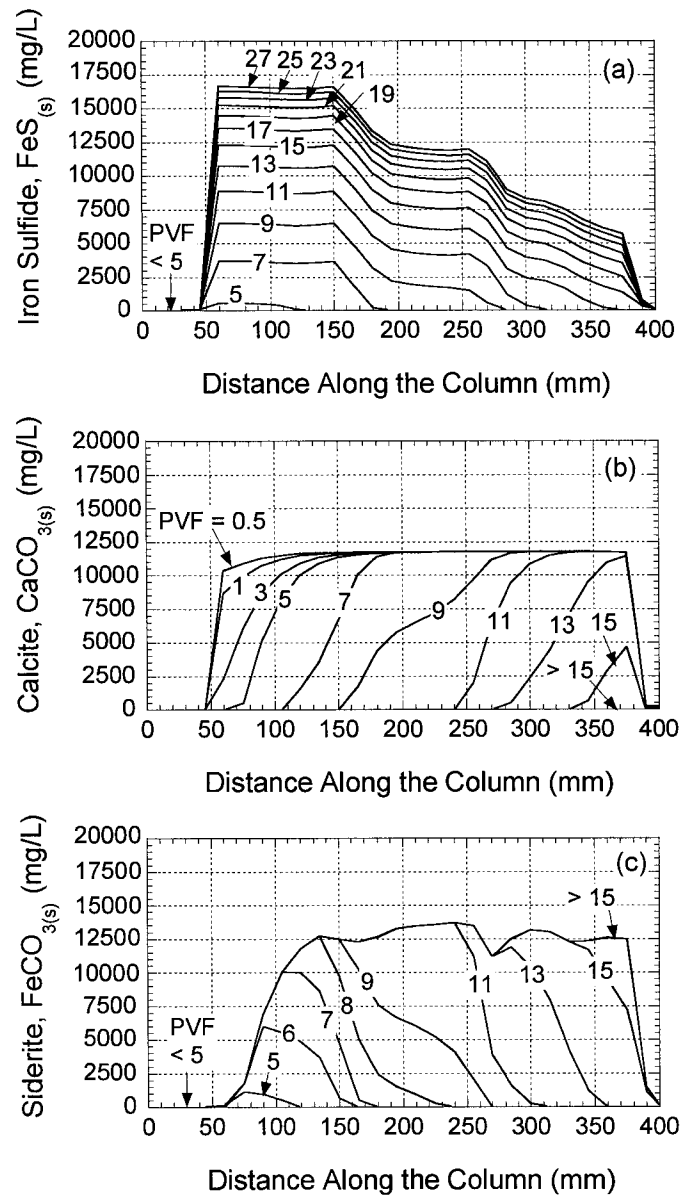 (a)
Iron Sulfide, FeS(s) (mg/L)
20000
17500
15000
12500
10000
7500
5000
2500
0
27 25 23 21 19
17
15
13
11
9
7
5
PVF
< 5
0 50 100 150 200 250 300 350 400
Distance Along the Column (mm)
(b)
Calcite, CaCO3(s) (mg/L)
20000
17500
15000
12500
10000
7500
5000
2500
0
PVF = 0.5
1 3 5 7 9 11 13 15
> 15
0 50 100 150 200 250 300 350 400
Distance Along the Column (mm)
(c)
Siderite, FeCO3(s) (mg/L)
20000
17500
15000
12500
10000
7500
5000
2500
0
> 15
PVF
< 5
5 6 7 8 9 11 13 15
0 50 100 150 200 250 300 350 400
Distance Along the Column (mm)